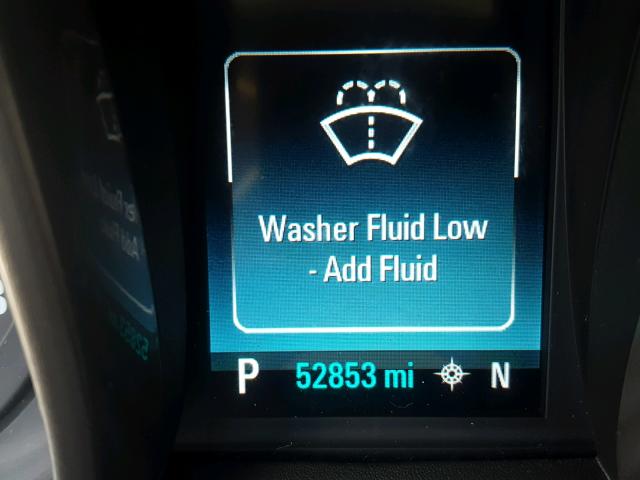 Washer Fluid Low
- Add Fluid
P 52853 mi N